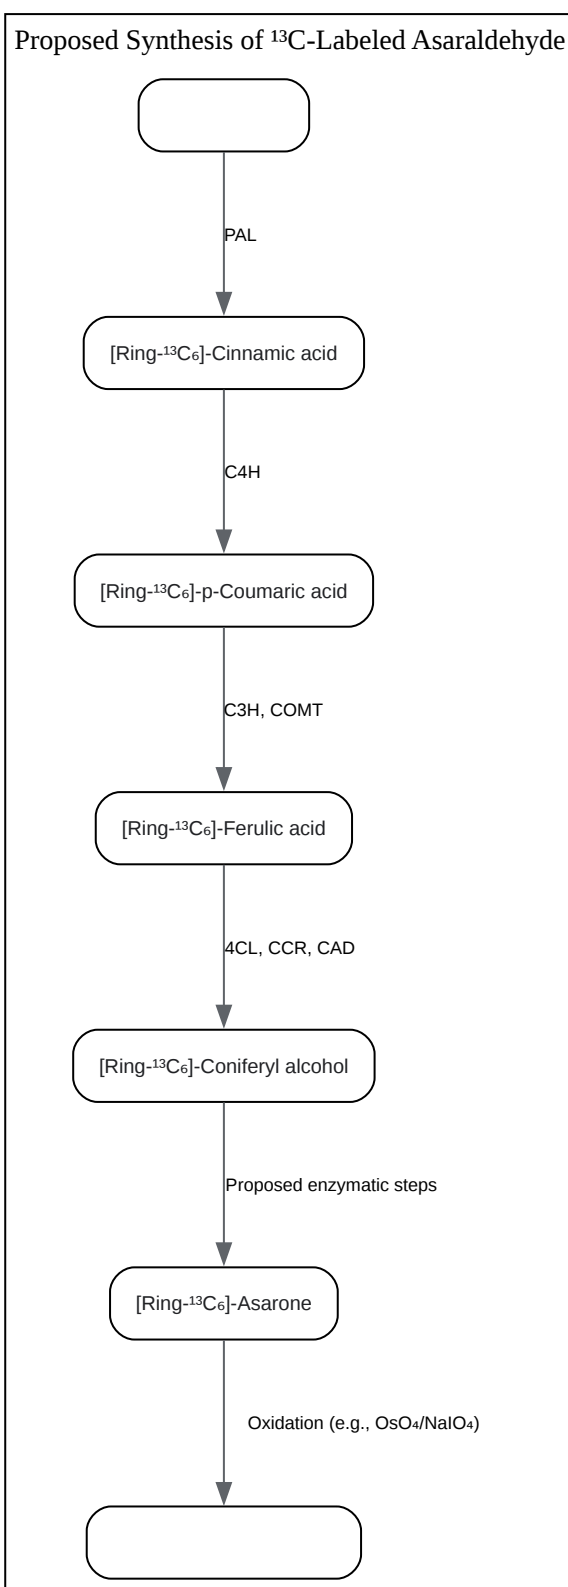 Proposed Synthesis of ¹³C-Labeled Asaraldehyde
PAL
[Ring-¹³C₆]-Cinnamic acid
C4H
[Ring-¹³C₆]-p-Coumaric acid
C3H, COMT
[Ring-¹³C₆]-Ferulic acid
4CL, CCR, CAD
[Ring-¹³C₆]-Coniferyl alcohol
Proposed enzymatic steps
[Ring-¹³C₆]-Asarone
Oxidation (e.g., OsO₄/NaIO₄)